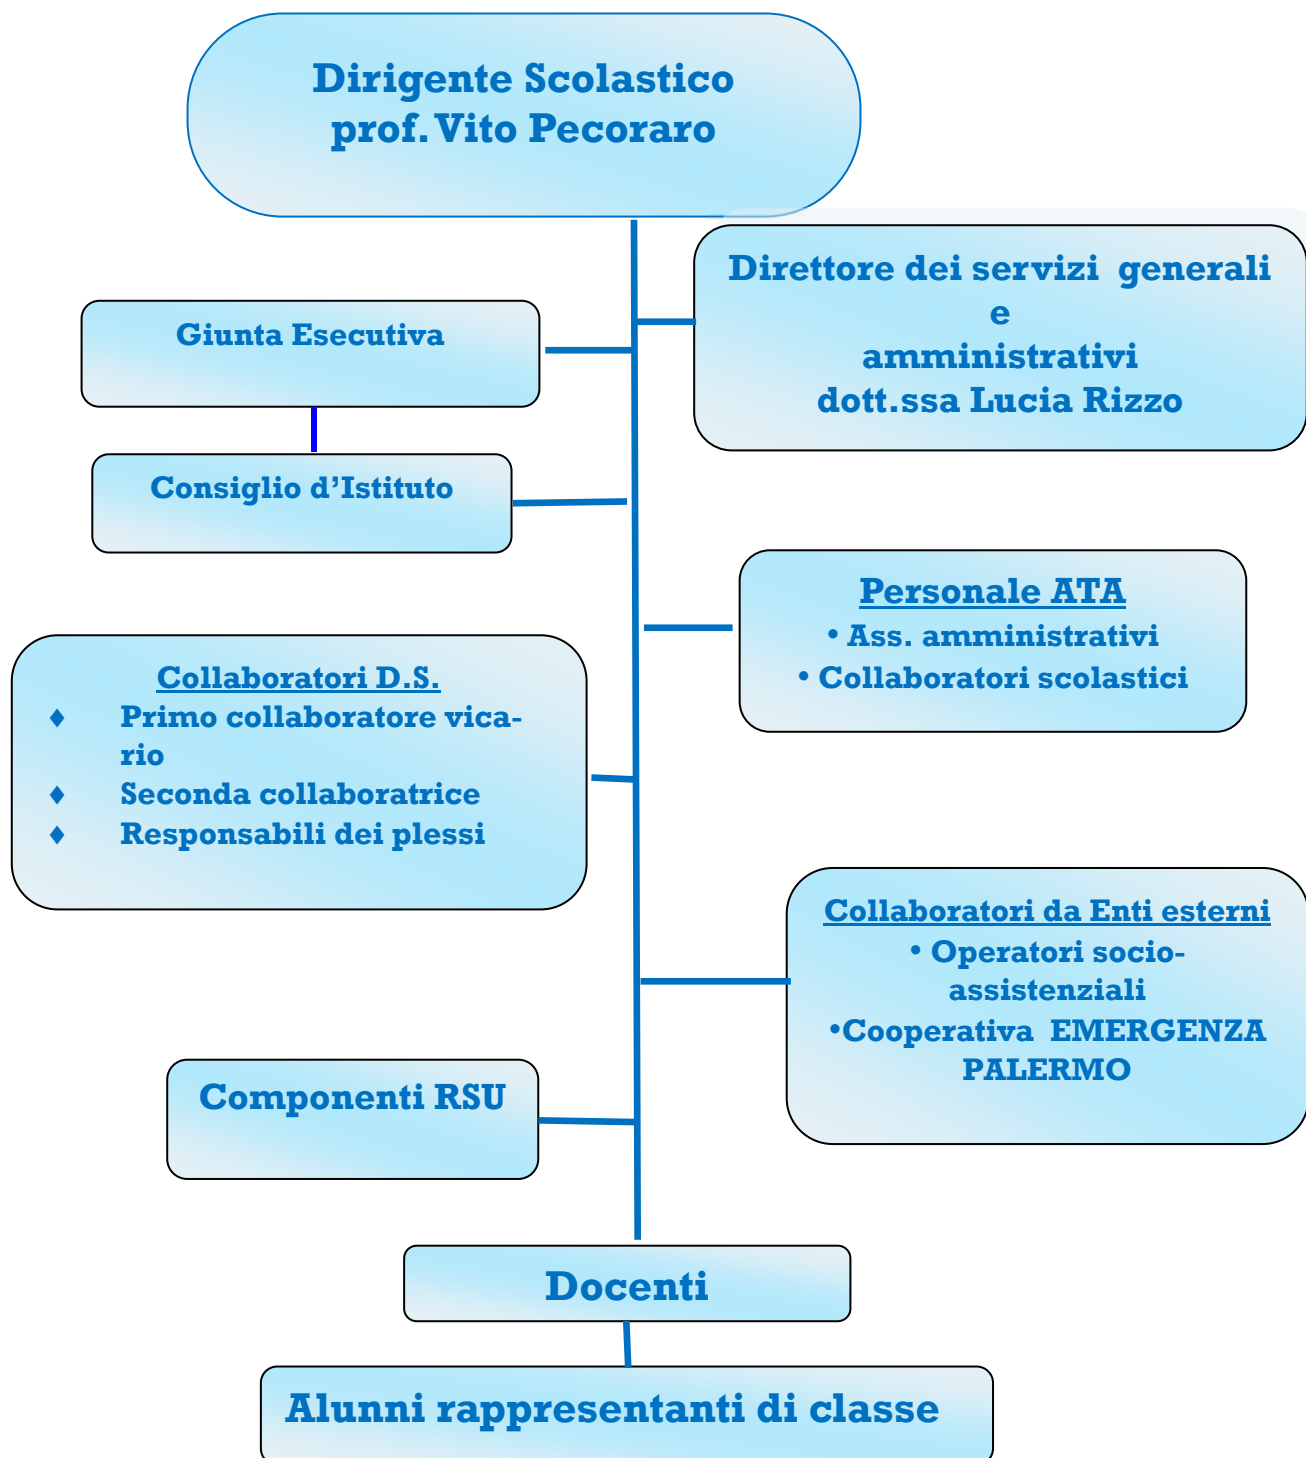 Dirigente Scolastico
prof. Vito Pecoraro
Direttore dei servizi generali
e
amministrativi
dott.ssa Lucia Rizzo
Giunta Esecutiva
Consiglio d’Istituto
Personale ATA
• Ass. amministrativi
• Collaboratori scolastici
Collaboratori D.S.
♦ Primo collaboratore vica-
rio
♦ Seconda collaboratrice
♦ Responsabili dei plessi
Collaboratori da Enti esterni
• Operatori socio-
assistenziali
•Cooperativa EMERGENZA
PALERMO
Componenti RSU
Docenti
Alunni rappresentanti di classe